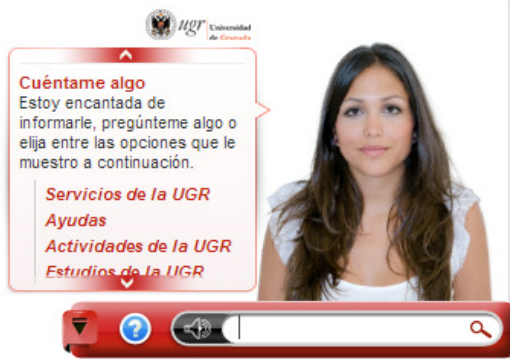 ugr Universidad
de Granada
Cuéntame algo
Estoy encantada de
informarle, pregúnteme algo o
elija entre las opciones que le
muestro a continuación.
Servicios de la UGR
Ayudas
Actividades de la UGR
Estudios de la UGR
?